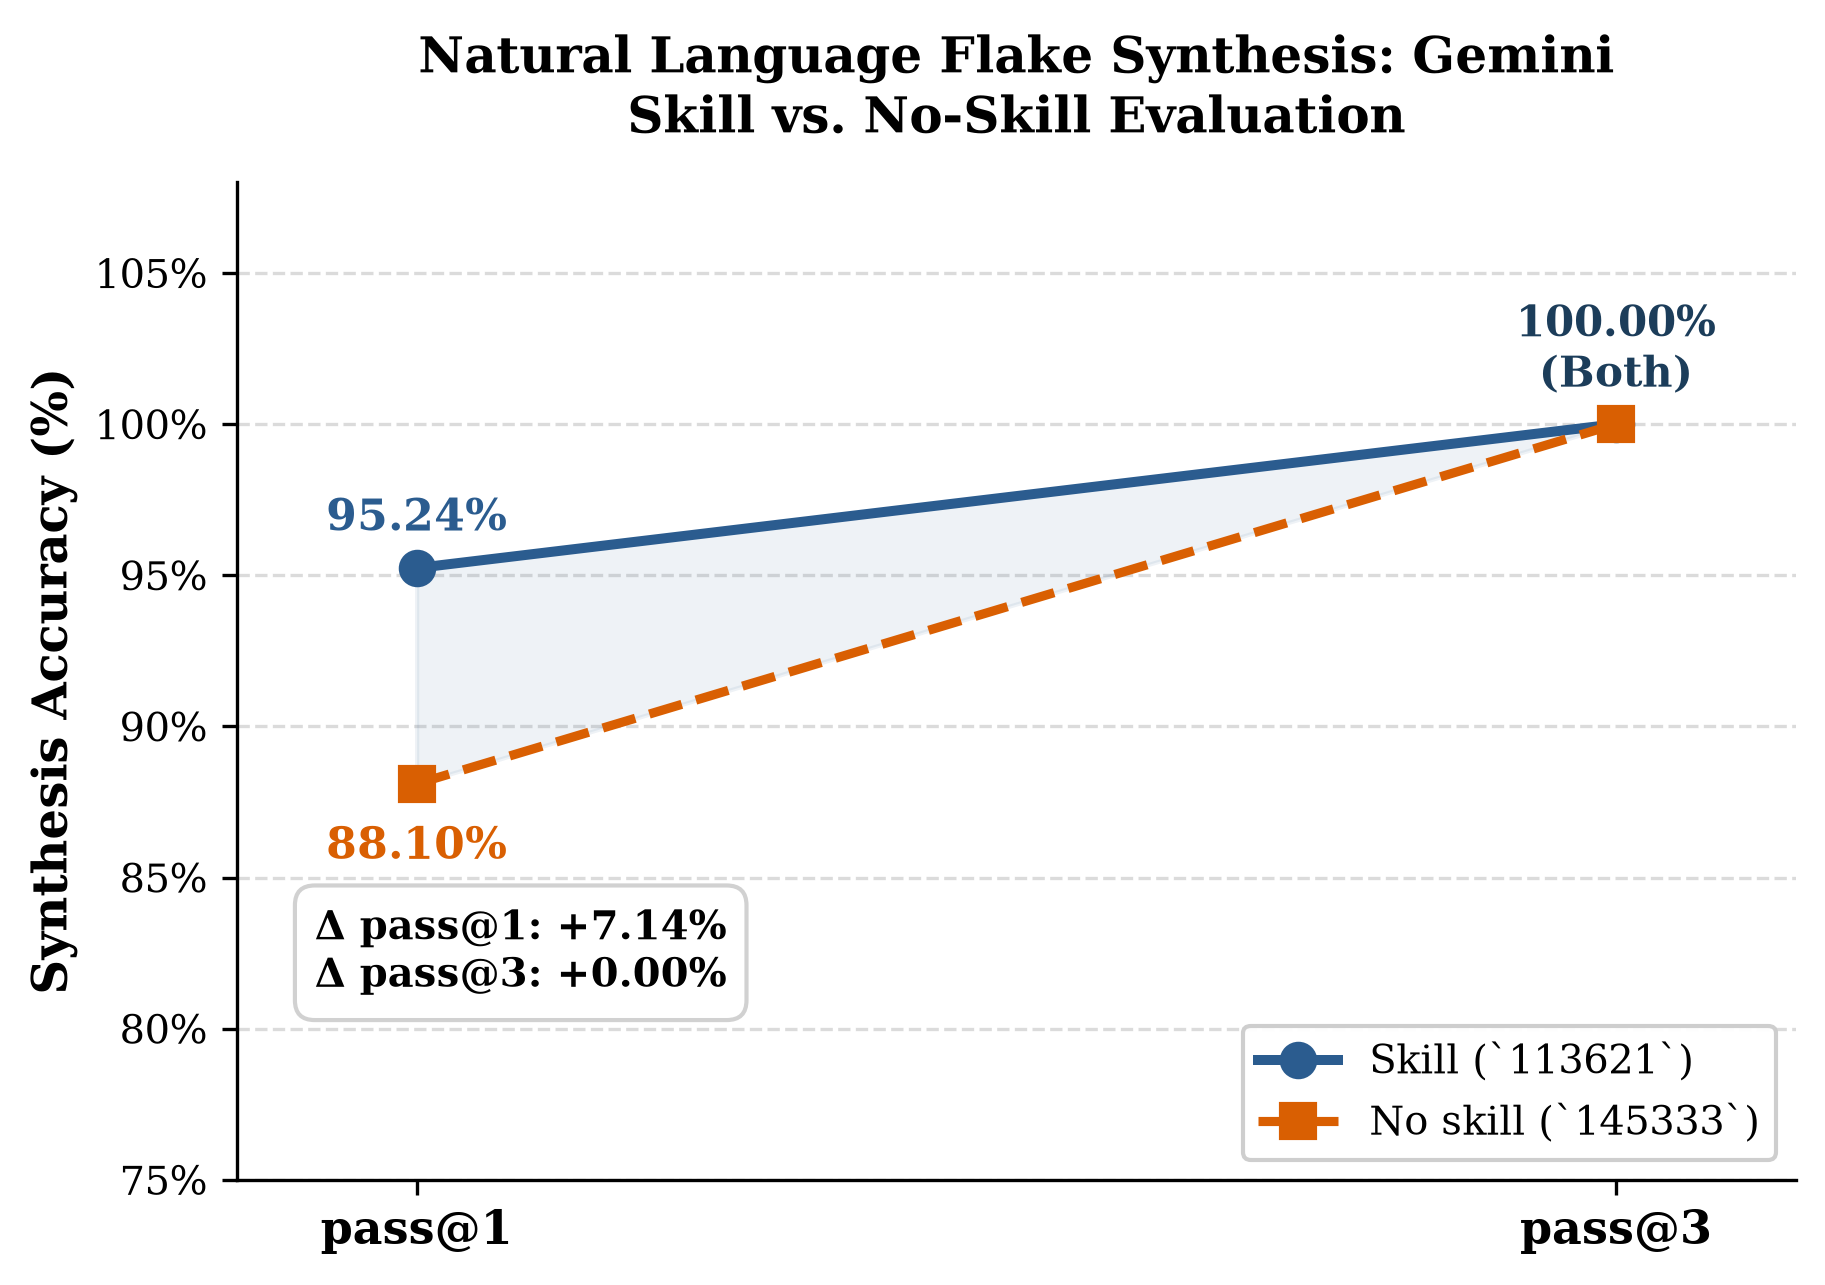 Natural Language Flake Synthesis: Gemini
Skill vs. No-Skill Evaluation
Synthesis Accuracy (%)
105%
100%
95%
90%
85%
80%
75%
100.00%
(Both)
95.24%
88.10%
Δ pass@1: +7.14%
Δ pass@3: +0.00%
Skill (`113621`)
No skill (`145333`)
pass@1
pass@3